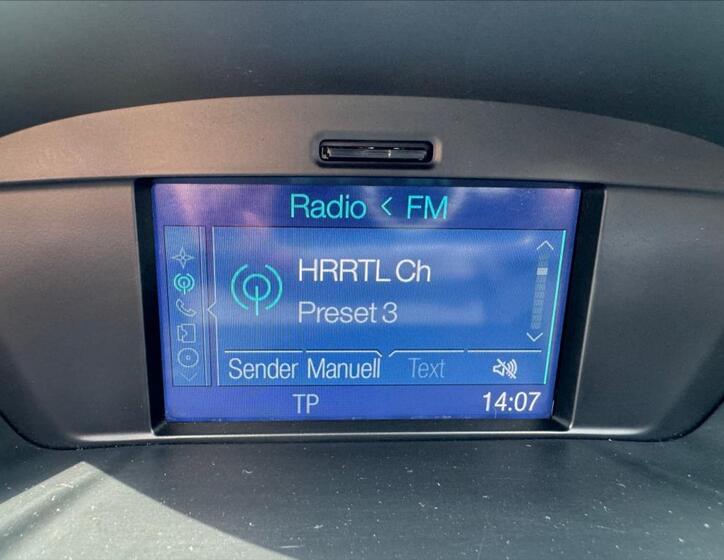 Radio < FM
HRRTL Ch
Preset 3
Sender Manuell Text
TP 14:07